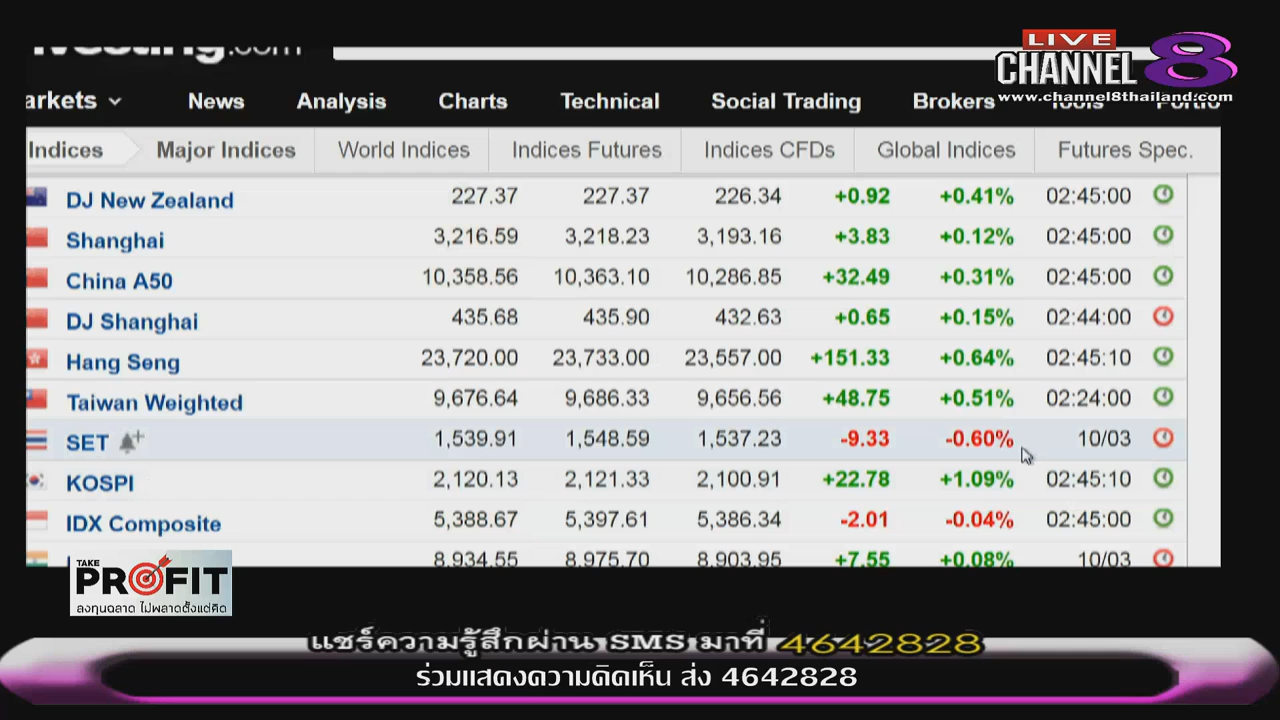 LIVE
CHANNEL 8
www.channel8thailand.com
News Analysis Charts Technical Social Trading Brokers
Indices Major Indices World Indices Indices Futures Indices CFDs Global Indices Futures Spec.
DJ New Zealand 227.37 227.37 226.34 +0.92 +0.41% 02:45:00
Shanghai 3,216.59 3,218.23 3,193.16 +3.83 +0.12% 02:45:00
China A50 10,358.56 10,363.10 10,286.85 +32.49 +0.31% 02:45:00
DJ Shanghai 435.68 435.90 432.63 +0.65 +0.15% 02:44:00
Hang Seng 23,720.00 23,733.00 23,557.00 +151.33 +0.64% 02:45:10
Taiwan Weighted 9,676.64 9,686.33 9,656.56 +48.75 +0.51% 02:24:00
SET 1,539.91 1,548.59 1,537.23 -9.33 -0.60% 10/03
KOSPI 2,120.13 2,121.33 2,100.91 +22.78 +1.09% 02:45:10
IDX Composite 5,388.67 5,397.61 5,386.34 -2.01 -0.04% 02:45:00
8,934.55 8,975.70 8,903.95 +7.55 +0.08% 10/03
TAKE
PROFIT
ลงทุนฉลาด ไม่พลาดตั้งแต่คิด
แชร์ความรู้สึกผ่าน SMS มาที่ 4642828
ร่วมแสดงความคิดเห็น ส่ง 4642828